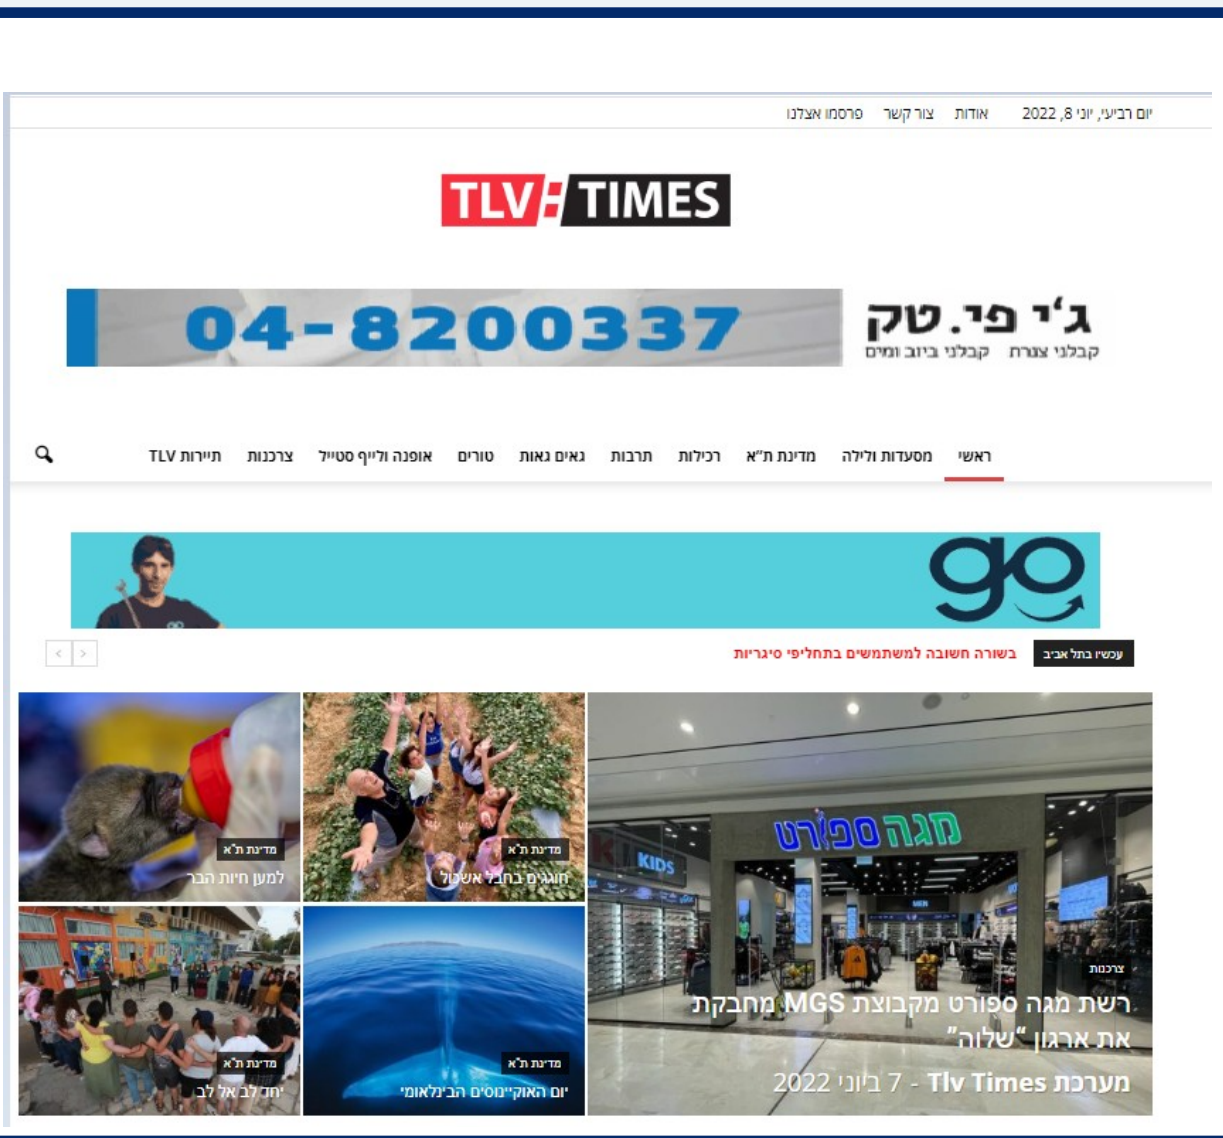 יום רביעי, יוני 8, 2022 אודות צור קשר פרסמו אצלנו
TLV TIMES
ג'י פי. טק
קבלני צנרת קבלני ביוב ומים
04-8200337
ראשי מסעדות ולילה מדינת ת״א רכילות תרבות גאים גאות טורים אופנה ולייף סטייל צרכנות תיירות TLV
go
עכשיו בתל אביב בשורה חשובה למשתמשים בתחליפי סיגריות
מגה ספורט
KIDS
MEN
צרכנות
רשת מגה ספורט מקבוצת MGS מחבקת
את ארגון “שלוה”
מערכת Tlv Times - 7 ביוני 2022
מדינת ת"א
חוגגים בחבל אשכול
מדינת ת"א
למען חיות הבר
מדינת ת"א
יום האוקיינוסים הבינלאומי
מדינת ת"א
יחד לב אל לב